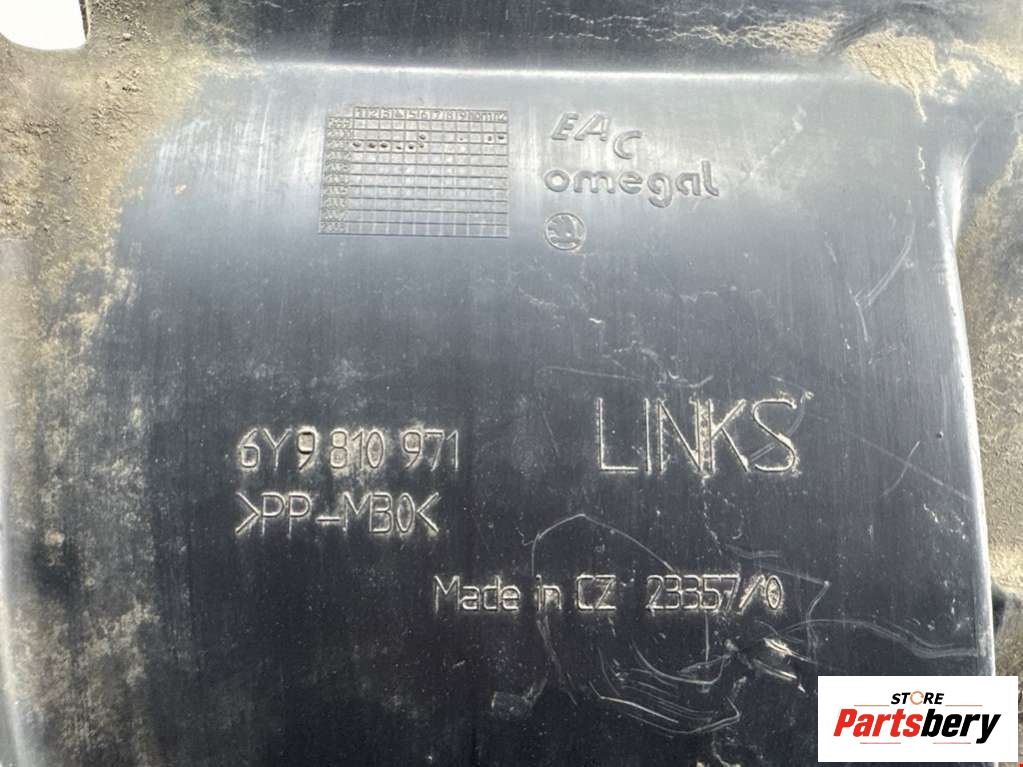 EAC
omegal
6Y9 810 971
LINKS
>PP-MB0<
Made in CZ 23357/0
STORE
Partsbery